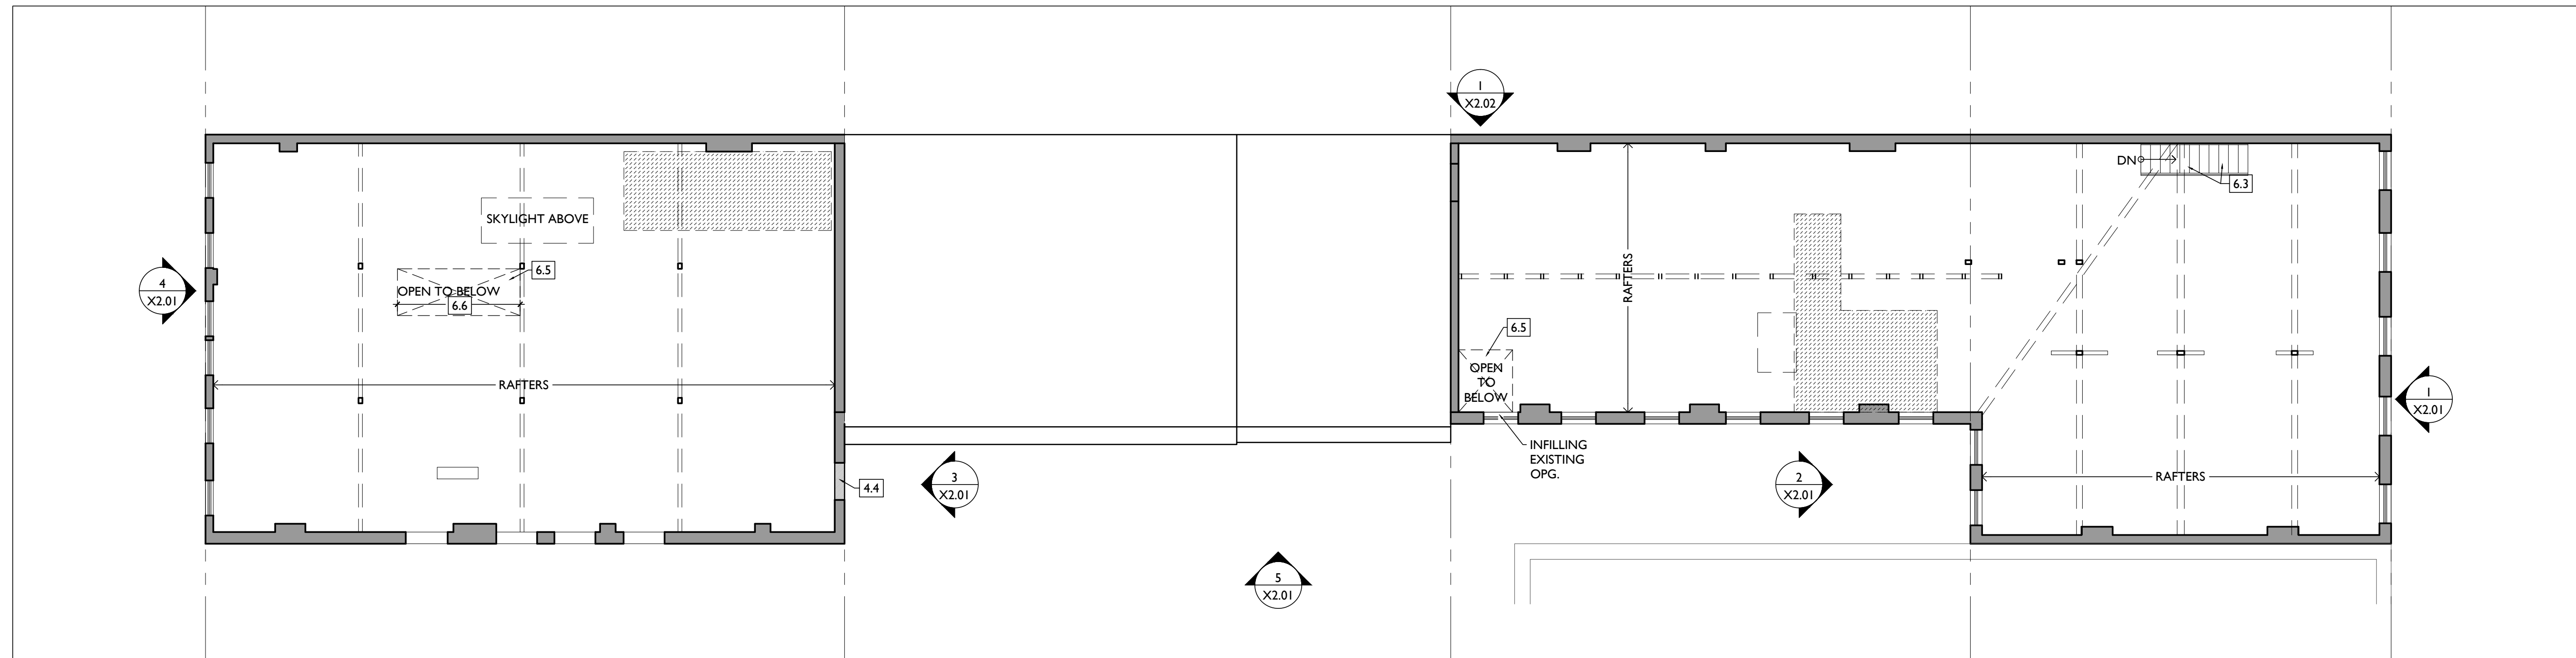 1
X2.02
DN
6.3
SKYLIGHT ABOVE
6.5
OPEN TO BELOW
6.6
4
X2.01
RAFTERS
RAFTERS
6.5
OPEN
TO
BELOW
1
X2.01
INFILLING
EXISTING
OPG.
4.4
3
X2.01
2
X2.01
RAFTERS
5
X2.01